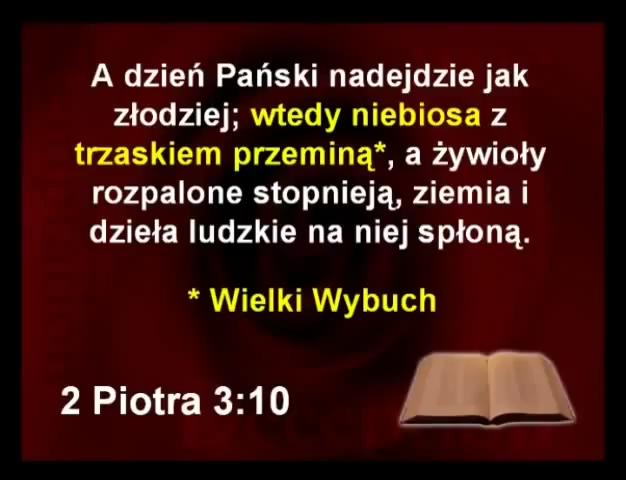 A dzień Pański nadejdzie jak
złodziej; wtedy niebiosa z
trzaskiem przeminą*, a żywioły
rozpalone stopnieją, ziemia i
dzieła ludzkie na niej spłoną.
* Wielki Wybuch
2 Piotra 3:10